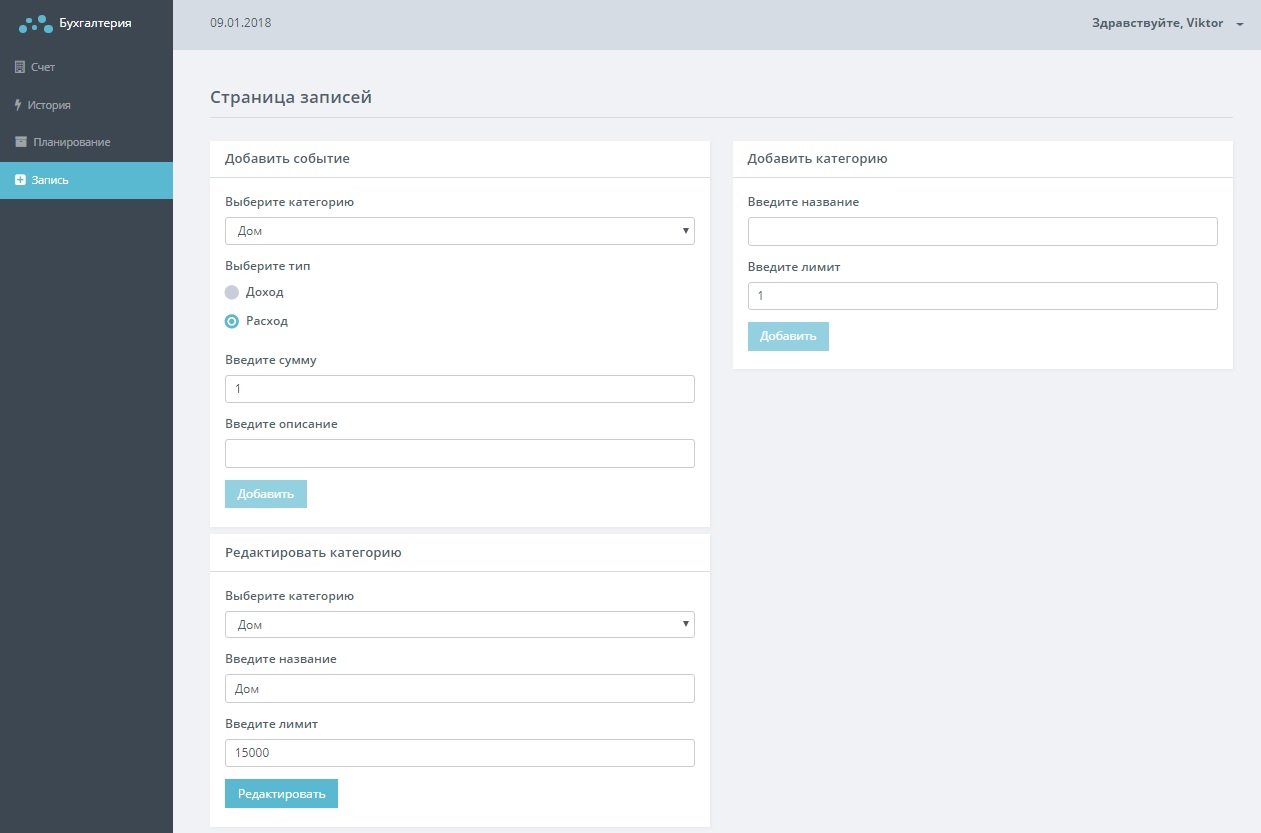 Бухгалтерия
Счет
История
Планирование
Запись
09.01.2018
Здравствуйте, Viktor
Страница записей
Добавить событие
Выберите категорию
Дом
Выберите тип
Доход
Расход
Введите сумму
1
Введите описание
Добавить
Редактировать категорию
Выберите категорию
Дом
Введите название
Дом
Введите лимит
15000
Редактировать
Добавить категорию
Введите название
Введите лимит
1
Добавить